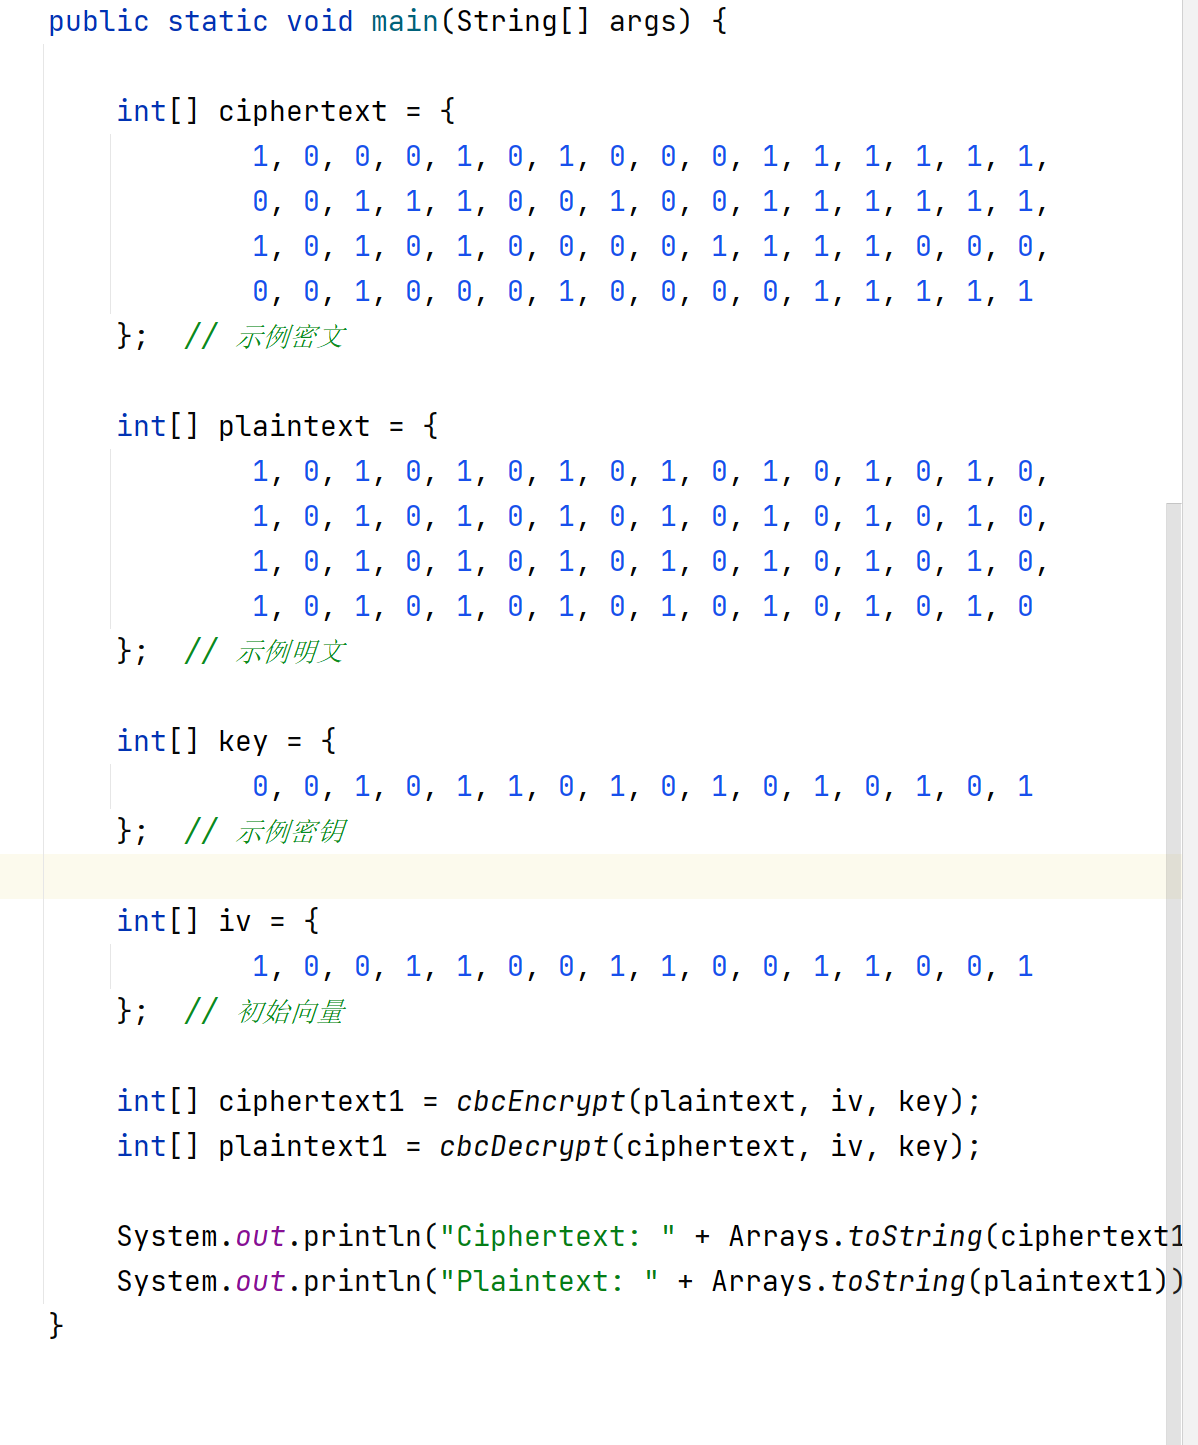 public static void main(String[] args) {
int[] ciphertext = {
1, 0, 0, 0, 1, 0, 1, 0, 0, 0, 1, 1, 1, 1, 1, 1,
0, 0, 1, 1, 1, 0, 0, 1, 0, 0, 1, 1, 1, 1, 1, 1,
1, 0, 1, 0, 1, 0, 0, 0, 0, 1, 1, 1, 1, 0, 0, 0,
0, 0, 1, 0, 0, 0, 1, 0, 0, 0, 0, 1, 1, 1, 1, 1
};  // 示例密文
int[] plaintext = {
1, 0, 1, 0, 1, 0, 1, 0, 1, 0, 1, 0, 1, 0, 1, 0,
1, 0, 1, 0, 1, 0, 1, 0, 1, 0, 1, 0, 1, 0, 1, 0,
1, 0, 1, 0, 1, 0, 1, 0, 1, 0, 1, 0, 1, 0, 1, 0,
1, 0, 1, 0, 1, 0, 1, 0, 1, 0, 1, 0, 1, 0, 1, 0
};  // 示例明文
int[] key = {
0, 0, 1, 0, 1, 1, 0, 1, 0, 1, 0, 1, 0, 1, 0, 1
};  // 示例密钥
int[] iv = {
1, 0, 0, 1, 1, 0, 0, 1, 1, 0, 0, 1, 1, 0, 0, 1
};  // 初始向量
int[] ciphertext1 = cbcEncrypt(plaintext, iv, key);
int[] plaintext1 = cbcDecrypt(ciphertext, iv, key);
System.out.println("Ciphertext: " + Arrays.toString(ciphertext1
System.out.println("Plaintext: " + Arrays.toString(plaintext1))
}